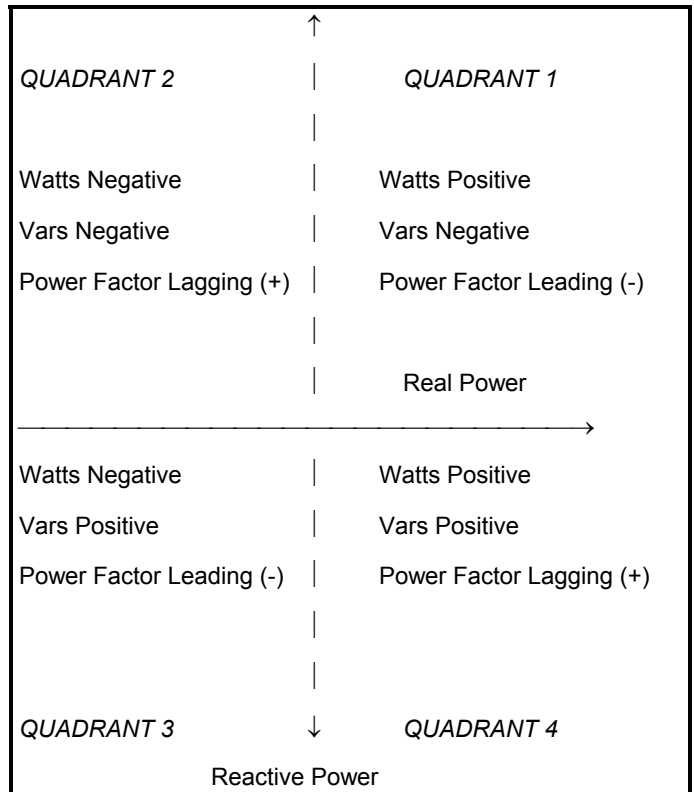 QUADRANT 2 QUADRANT 1
Watts Negative Watts Positive
Vars Negative Vars Negative
Power Factor Lagging (+) Power Factor Leading (-)
Real Power
Watts Negative Watts Positive
Vars Positive Vars Positive
Power Factor Leading (-) Power Factor Lagging (+)
QUADRANT 3 QUADRANT 4
Reactive Power